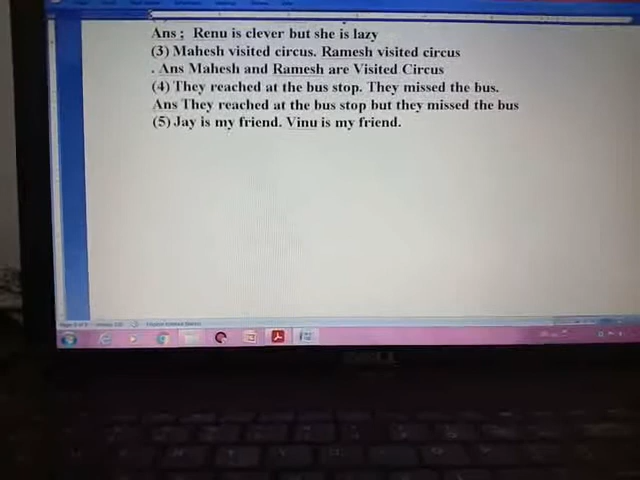 Ans ; Renu is clever but she is lazy
(3) Mahesh visited circus. Ramesh visited circus
. Ans Mahesh and Ramesh are Visited Circus
(4) They reached at the bus stop. They missed the bus.
Ans They reached at the bus stop but they missed the bus
(5) Jay is my friend. Vinu is my friend.
DELL